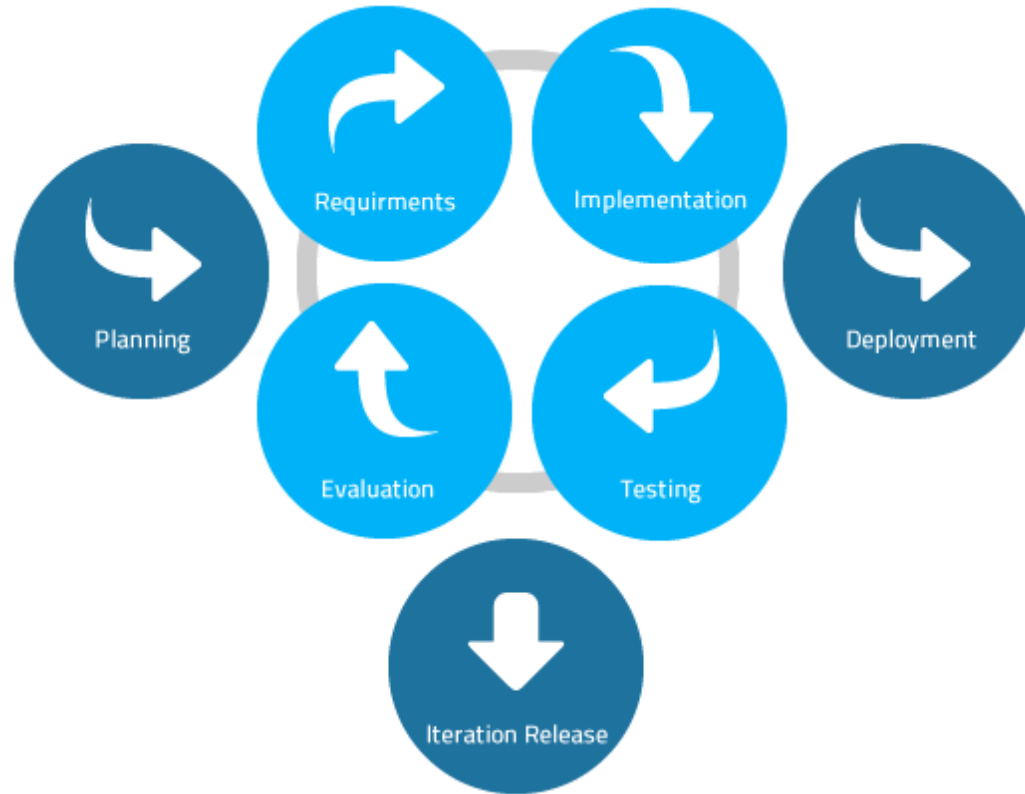 Requirments
Implementation
Planning
Deployment
Evaluation
Testing
Iteration Release